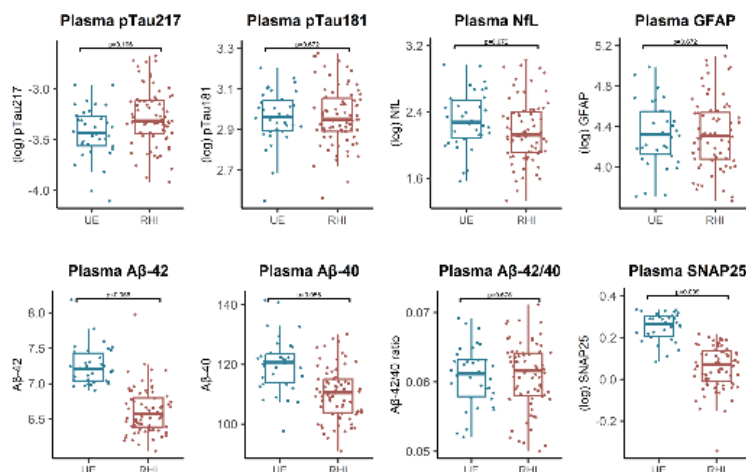 Plasma pTau217
Plasma pTau181
Plasma NfL
Plasma GFAP
p=0.672
p=0.672
(log) pTau217
-3.0
-3.5
-4.0
UE
RHI
(log) pTau181
3.3
3.0
2.7
UE
RHI
(log) NfL
2.9
2.2
1.6
UE
RHI
(log) GFAP
5.2
4.6
4.0
UE
RHI
Plasma Aβ-42
Plasma Aβ-40
Plasma Aβ-42/40
Plasma SNAP25
Aβ-42
8.0
7.5
7.0
6.5
UE
RHI
Aβ-40
140
120
100
UE
RHI
Aβ-42/40 ratio
0.07
0.06
0.05
UE
RHI
(log) SNAP25
0.4
0.2
0.0
-0.2
UE
RHI